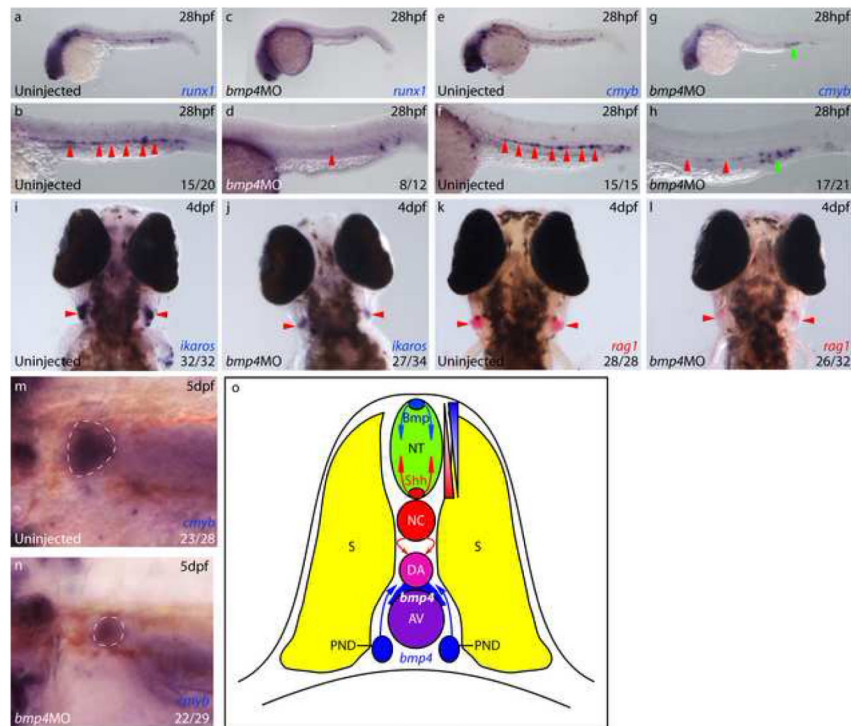 a 28hpf
Uninjected runx1
c 28hpf
bmp4MO runx1
e 28hpf
Uninjected cmyb
g 28hpf
bmp4MO cmyb
b 28hpf
Uninjected 15/20
d 28hpf
bmp4MO 8/12
f 28hpf
Uninjected 15/15
h 28hpf
bmp4MO 17/21
i 4dpf
ikaros
Uninjected 32/32
j 4dpf
ikaros
bmp4MO 27/34
k 4dpf
rag1
Uninjected 28/28
l 4dpf
rag1
bmp4MO 26/32
m 5dpf
cmyb
Uninjected 23/28
n 5dpf
cmyb
bmp4MO 22/29
o
Bmp
NT
Shh
NC
S S
DA
bmp4
AV
PND PND
bmp4